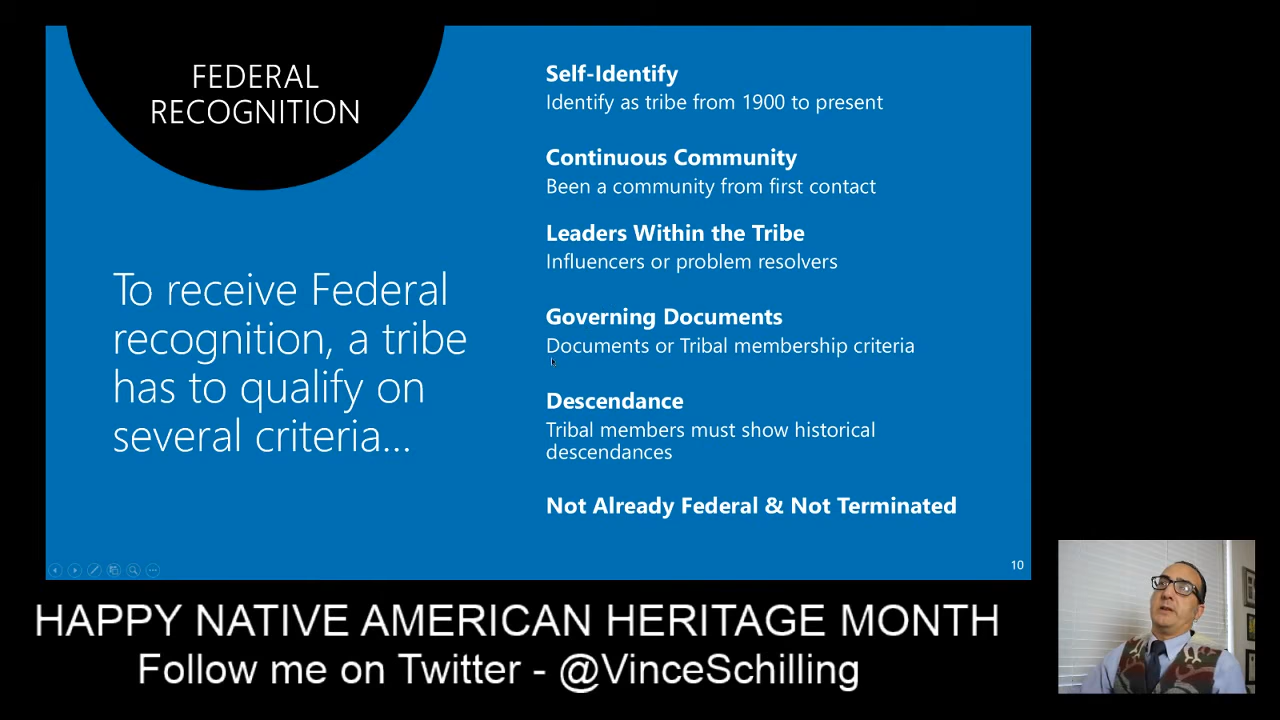 FEDERAL
RECOGNITION
To receive Federal
recognition, a tribe
has to qualify on
several criteria...
Self-Identify
Identify as tribe from 1900 to present
Continuous Community
Been a community from first contact
Leaders Within the Tribe
Influencers or problem resolvers
Governing Documents
Documents or Tribal membership criteria
Descendance
Tribal members must show historical
descendances
Not Already Federal & Not Terminated
10
HAPPY NATIVE AMERICAN HERITAGE MONTH
Follow me on Twitter - @VinceSchilling